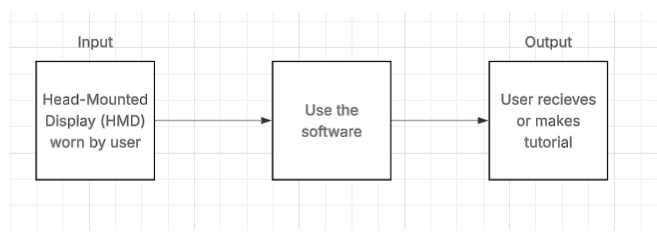 Input
Head-Mounted
Display (HMD)
worn by user
Use the
software
Output
User recieves
or makes
tutorial